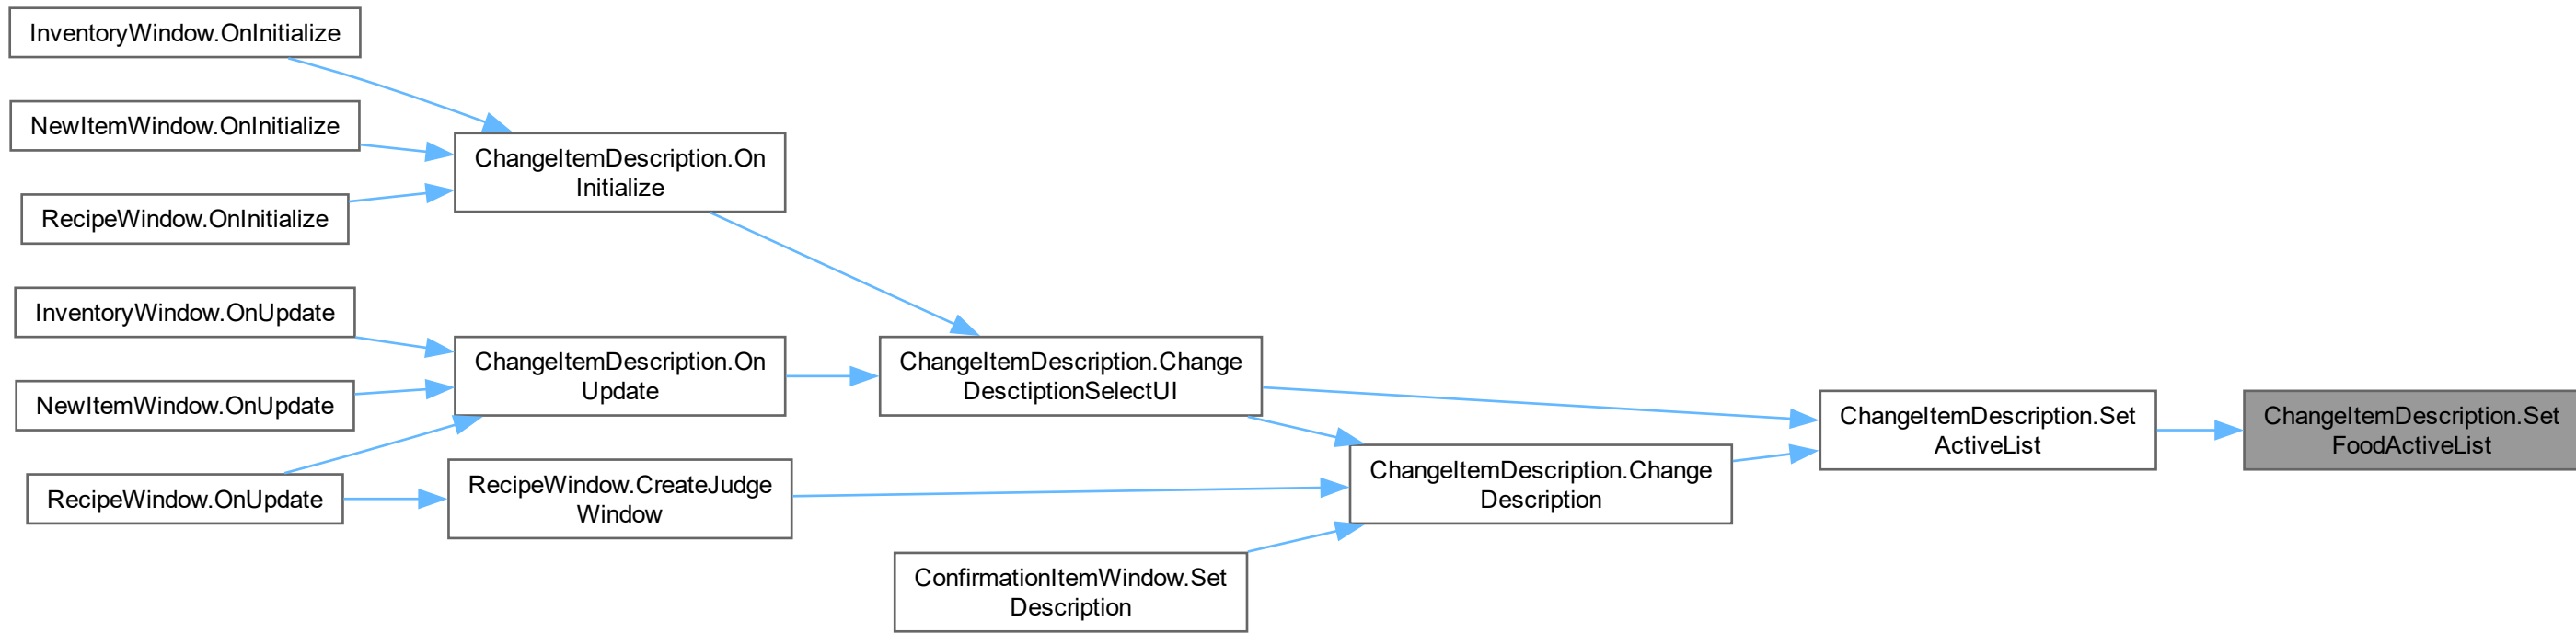 InventoryWindow.OnInitialize
NewItemWindow.OnInitialize
RecipeWindow.OnInitialize
InventoryWindow.OnUpdate
NewItemWindow.OnUpdate
RecipeWindow.OnUpdate
ChangeItemDescription.On
Initialize
ChangeItemDescription.On
Update
RecipeWindow.CreateJudge
Window
ChangeItemDescription.Change
DesctiptionSelectUI
ConfirmationItemWindow.Set
Description
ChangeItemDescription.Change
Description
ChangeItemDescription.Set
ActiveList
ChangeItemDescription.Set
FoodActiveList